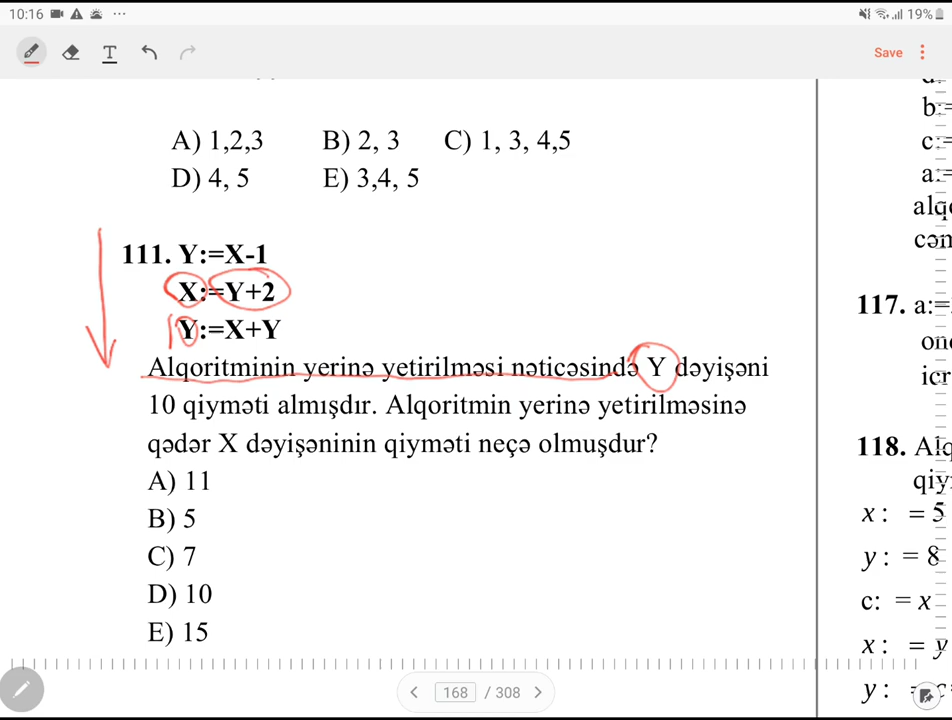 10:16
19%
T
Save
A) 1,2,3 B) 2, 3 C) 1, 3, 4,5
D) 4, 5 E) 3,4, 5
111. Y:=X-1
X:=Y+2
10 Y:=X+Y
Alqoritminin yerinə yetirilməsi nəticəsində Y dəyişəni
10 qiyməti almışdır. Alqoritmin yerinə yetirilməsinə
qədər X dəyişəninin qiyməti neçə olmuşdur?
A) 11
B) 5
C) 7
D) 10
E) 15
b:=
c:=
a:=
117. a:=
118.
x: = 5
y: = 8
c: = x
x: = y
y: =
168 / 308